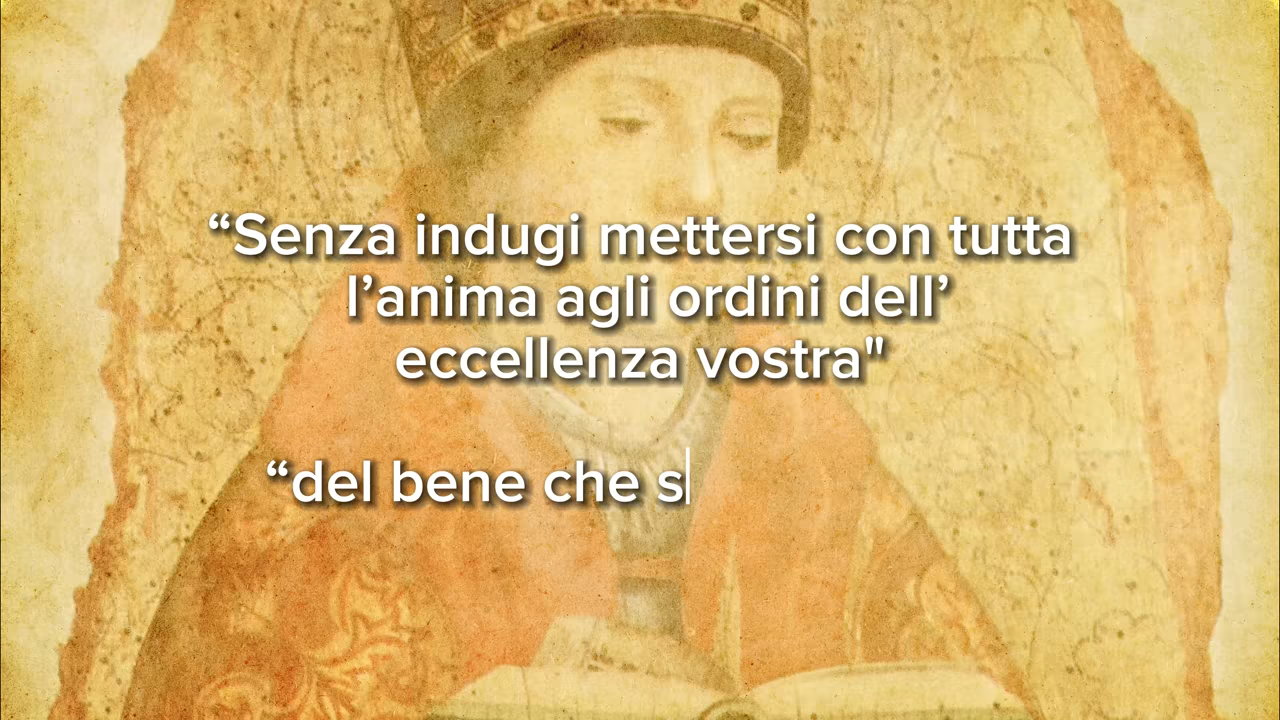 “Senza indugi mettersi con tutta
l’anima agli ordini dell’
eccellenza vostra"
“del bene che s